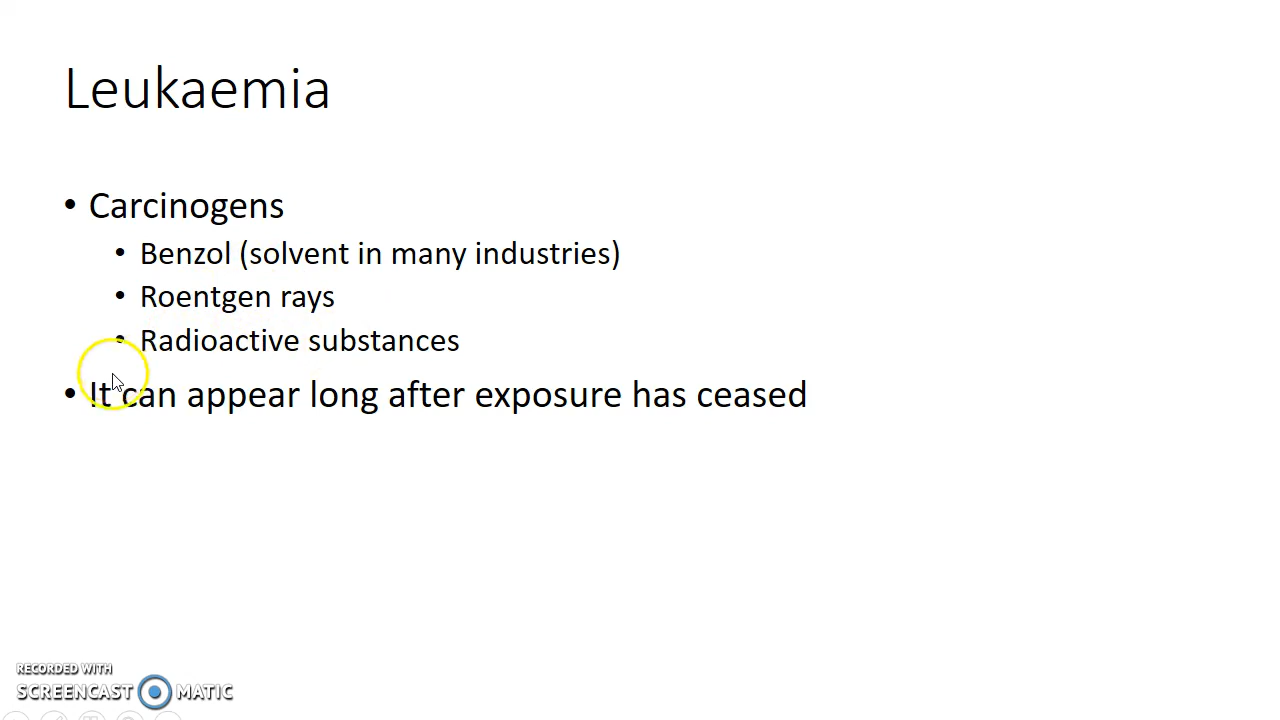 Leukaemia
• Carcinogens
• Benzol (solvent in many industries)
• Roentgen rays
• Radioactive substances
• It can appear long after exposure has ceased
RECORDED WITH
SCREENCAST MATIC